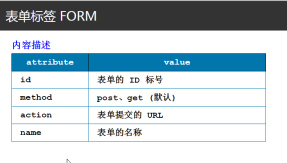 表单标签 FORM
内容描述
attribute value
id 表单的 ID 标号
method post、get (默认)
action 表单提交的 URL
name 表单的名称